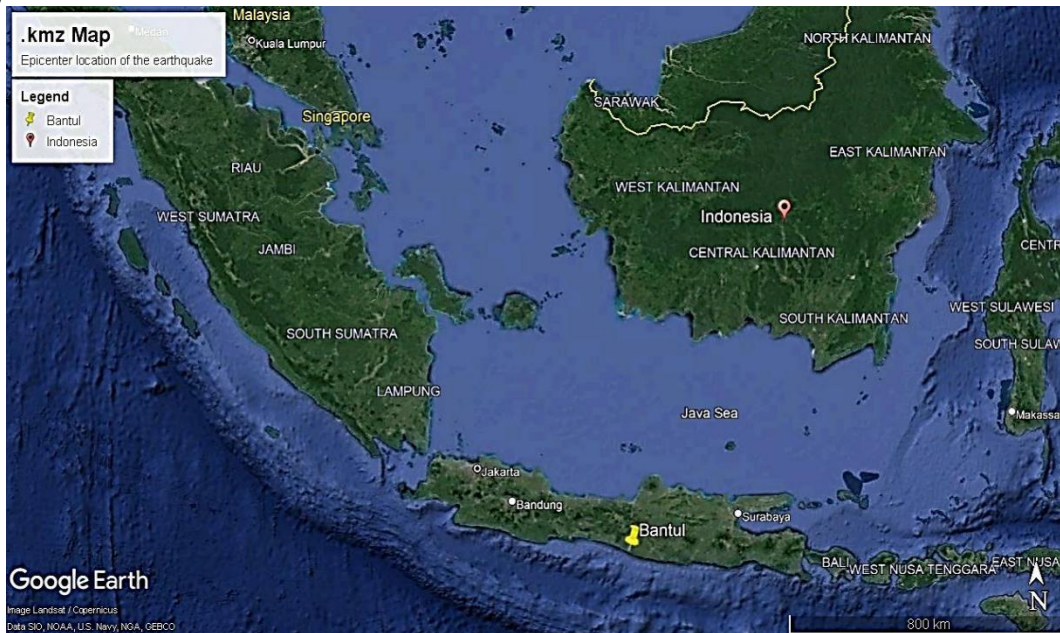 Malaysia
.kmz Map
Medan
Epicenter location of the earthquake
Kuala Lumpur
NORTH KALIMANTAN
Legend
Bantul
Indonesia
SARAWAK
Singapore
EAST KALIMANTAN
RIAU
WEST KALIMANTAN
WEST SUMATRA
Indonesia
JAMBI
CENTRAL KALIMANTAN
CENTR
SOUTH SUMATRA
SOUTH KALIMANTAN
WEST SULAWESI
SOUTH SULAW
LAMPUNG
Java Sea
Makassa
Jakarta
Bandung
Surabaya
Bantul
BALI
WEST NUSA TENGGARA
EAST NUSA
Google Earth
N
Image Landsat / Copernicus
Data SIO, NOAA, U.S. Navy, NGA, GEBCO
800 km